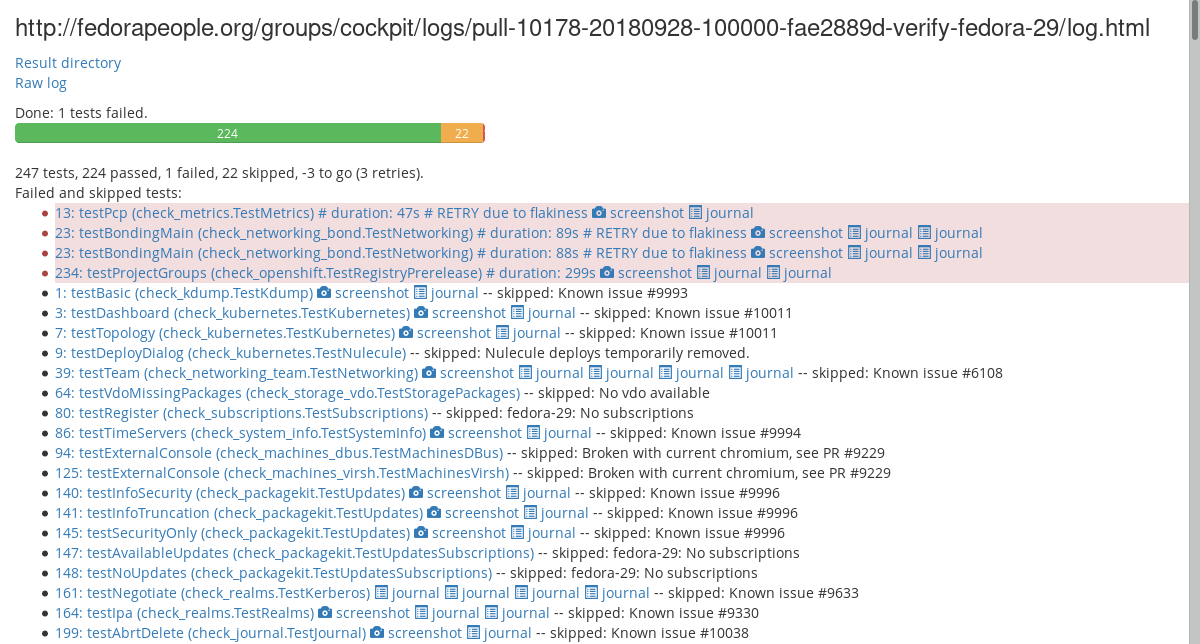 http://fedorapeople.org/groups/cockpit/logs/pull-10178-20180928-100000-fae2889d-verify-fedora-29/log.html
Result directory
Raw log
Done: 1 tests failed.
224 22
247 tests, 224 passed, 1 failed, 22 skipped, -3 to go (3 retries).
Failed and skipped tests:
13: testPcp (check_metrics.TestMetrics) # duration: 47s # RETRY due to flakiness screenshot journal
23: testBondingMain (check_networking_bond.TestNetworking) # duration: 89s # RETRY due to flakiness screenshot journal journal
23: testBondingMain (check_networking_bond.TestNetworking) # duration: 88s # RETRY due to flakiness screenshot journal journal
234: testProjectGroups (check_openshift.TestRegistryPrerelease) # duration: 299s screenshot journal journal
1: testBasic (check_kdump.TestKdump) screenshot journal -- skipped: Known issue #9993
3: testDashboard (check_kubernetes.TestKubernetes) screenshot journal -- skipped: Known issue #10011
7: testTopology (check_kubernetes.TestKubernetes) screenshot journal -- skipped: Known issue #10011
9: testDeployDialog (check_kubernetes.TestNulecule) -- skipped: Nulecule deploys temporarily removed.
39: testTeam (check_networking_team.TestNetworking) screenshot journal journal journal journal -- skipped: Known issue #6108
64: testVdoMissingPackages (check_storage_vdo.TestStoragePackages) -- skipped: No vdo available
80: testRegister (check_subscriptions.TestSubscriptions) -- skipped: fedora-29: No subscriptions
86: testTimeServers (check_system_info.TestSystemInfo) screenshot journal -- skipped: Known issue #9994
94: testExternalConsole (check_machines_dbus.TestMachinesDBus) -- skipped: Broken with current chromium, see PR #9229
125: testExternalConsole (check_machines_virsh.TestMachinesVirsh) -- skipped: Broken with current chromium, see PR #9229
140: testInfoSecurity (check_packagekit.TestUpdates) screenshot journal -- skipped: Known issue #9996
141: testInfoTruncation (check_packagekit.TestUpdates) screenshot journal -- skipped: Known issue #9996
145: testSecurityOnly (check_packagekit.TestUpdates) screenshot journal -- skipped: Known issue #9996
147: testAvailableUpdates (check_packagekit.TestUpdatesSubscriptions) -- skipped: fedora-29: No subscriptions
148: testNoUpdates (check_packagekit.TestUpdatesSubscriptions) -- skipped: fedora-29: No subscriptions
161: testNegotiate (check_realms.TestKerberos) journal journal journal journal -- skipped: Known issue #9633
164: testIpa (check_realms.TestRealms) screenshot journal journal -- skipped: Known issue #9330
199: testAbrtDelete (check_journal.TestJournal) screenshot journal -- skipped: Known issue #10038